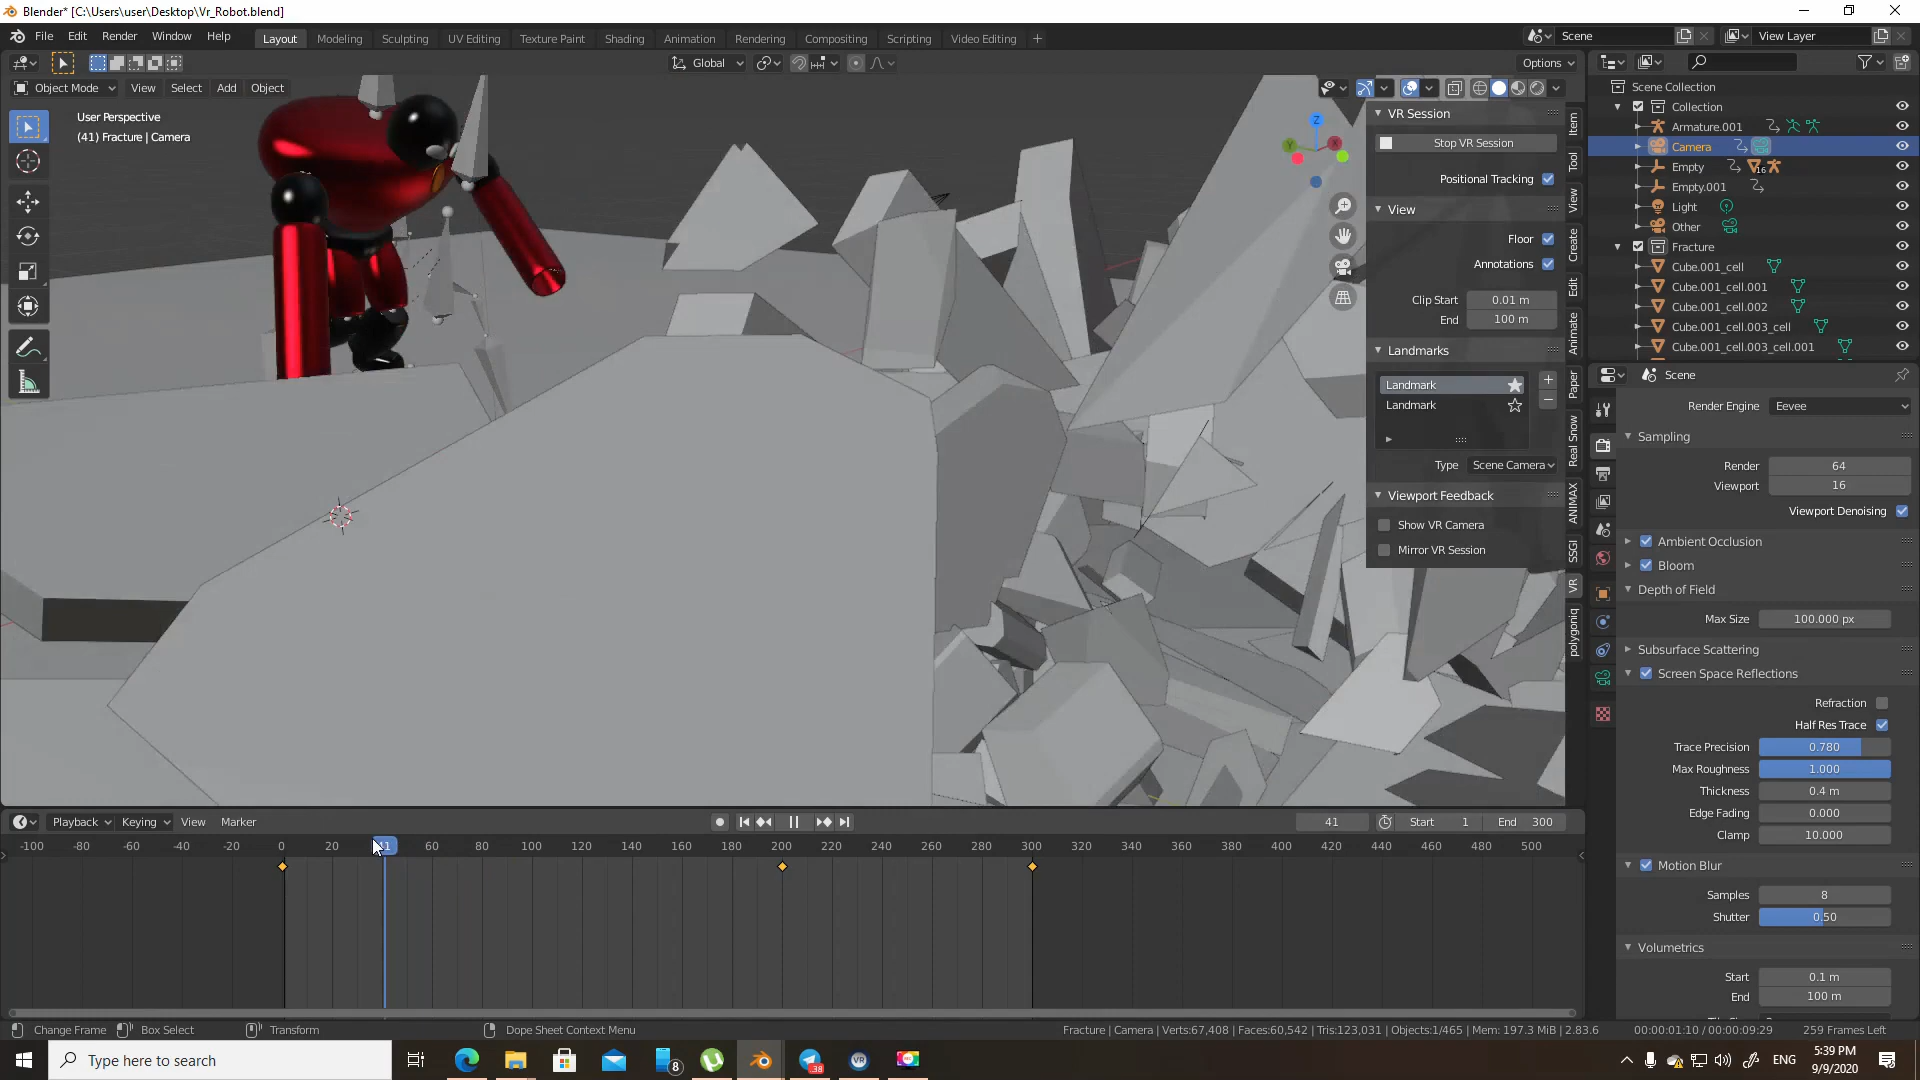 Blender* [C:\Users\user\Desktop\Vr_Robot.blend]
File Edit Render Window Help Layout Modeling Sculpting UV Editing Texture Paint Shading Animation Rendering Compositing Scripting Video Editing + Scene View Layer
Global Options
Object Mode View Select Add Object
User Perspective
(41) Fracture | Camera
Z
Y
X
VR Session
Stop VR Session
Positional Tracking
View
Floor
Annotations
Clip Start 0.01 m
End 100 m
Landmarks
Landmark
Landmark
Type Scene Camera
Viewport Feedback
Show VR Camera
Mirror VR Session
Item
Tool
View
Create
Edit
Animate
Paper
Real Snow
ANIMAX
SSGI
VR
polygoniq
Scene Collection
Collection
Armature.001
Camera
Empty 16
Empty.001
Light
Other
Fracture
Cube.001_cell
Cube.001_cell.001
Cube.001_cell.002
Cube.001_cell.003_cell
Cube.001_cell.003_cell.001
Scene
Render Engine Eevee
Sampling
Render 64
Viewport 16
Viewport Denoising
Ambient Occlusion
Bloom
Depth of Field
Max Size 100.000 px
Subsurface Scattering
Screen Space Reflections
Refraction
Half Res Trace
Trace Precision 0.780
Max Roughness 1.000
Thickness 0.4 m
Edge Fading 0.000
Clamp 10.000
Motion Blur
Samples 8
Shutter 0.50
Volumetrics
Start 0.1 m
End 100 m
Playback Keying View Marker 41 Start 1 End 300
-100 -80 -60 -40 -20 0 20 41 60 80 100 120 140 160 180 200 220 240 260 280 300 320 340 360 380 400 420 440 460 480 500
Change Frame Box Select Transform Dope Sheet Context Menu Fracture | Camera | Verts:67,408 | Faces:60,542 | Tris:123,031 | Objects:1/465 | Mem: 197.3 MiB | 2.83.6 00:00:01:10 / 00:00:09:29 259 Frames Left
Type here to search 8 38 VR ENG 5:39 PM
9/9/2020